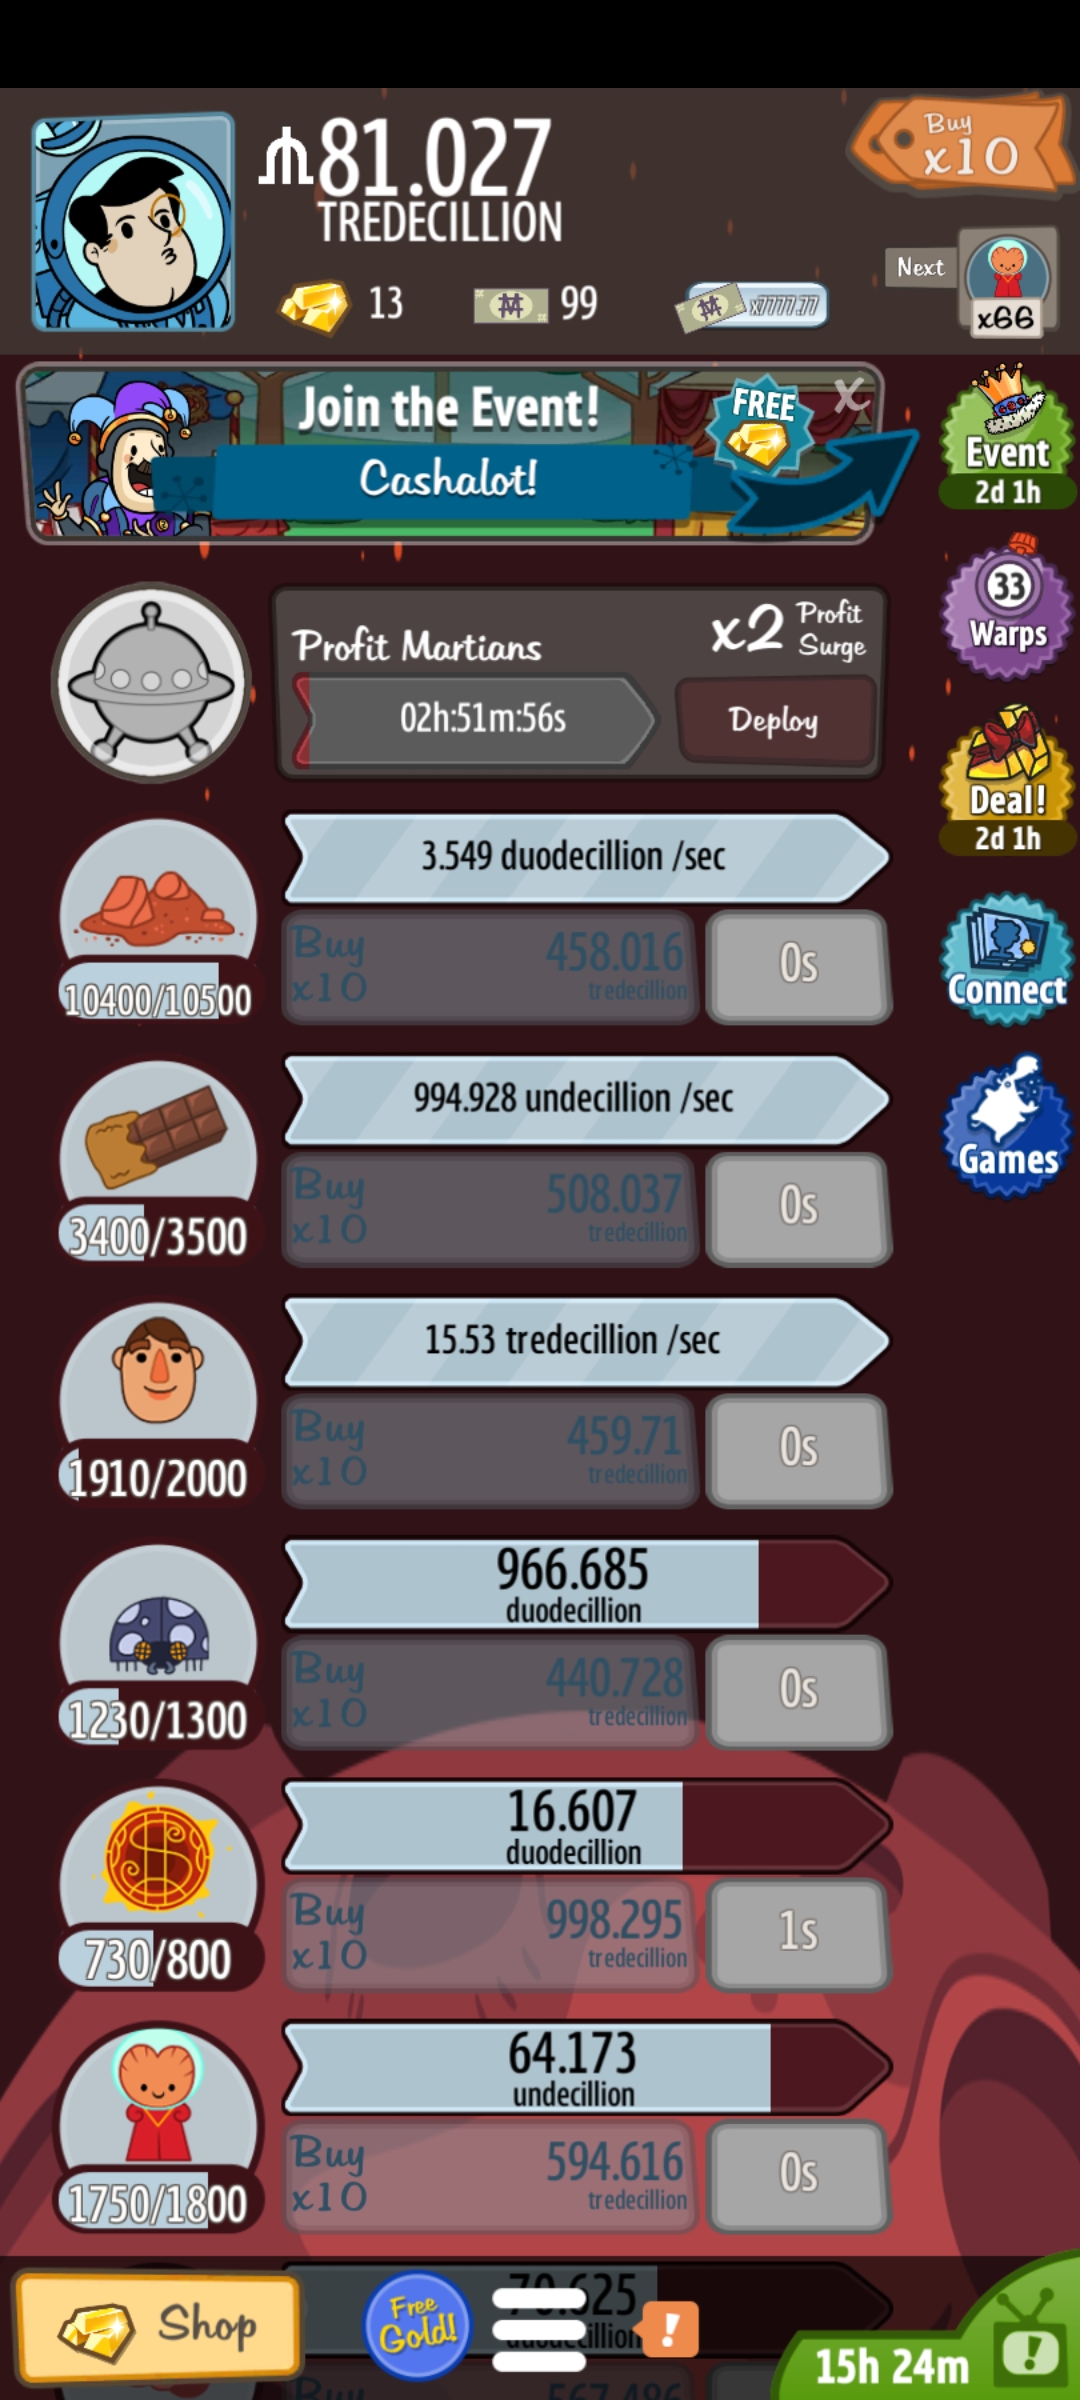 81.027
TREDECILLION
Buy
x10
13
99
x7777.77
Next
x66
Join the Event!
FREE
X
Cashalot!
Event
2d 1h
33
Warps
Profit Martians
x2 Profit
Surge
02h:51m:56s
Deploy
Deal!
2d 1h
3.549 duodecillion /sec
Buy
x10
458.016
tredecillion
0s
10400/10500
Connect
994.928 undecillion /sec
Buy
x10
508.037
tredecillion
0s
3400/3500
Games
15.53 tredecillion /sec
Buy
x10
459.71
tredecillion
0s
1910/2000
966.685
duodecillion
Buy
x10
440.728
tredecillion
0s
1230/1300
16.607
duodecillion
Buy
x10
998.295
tredecillion
1s
730/800
64.173
undecillion
Buy
x10
594.616
tredecillion
0s
1750/1800
Shop
Free
Gold!
!
15h 24m
!